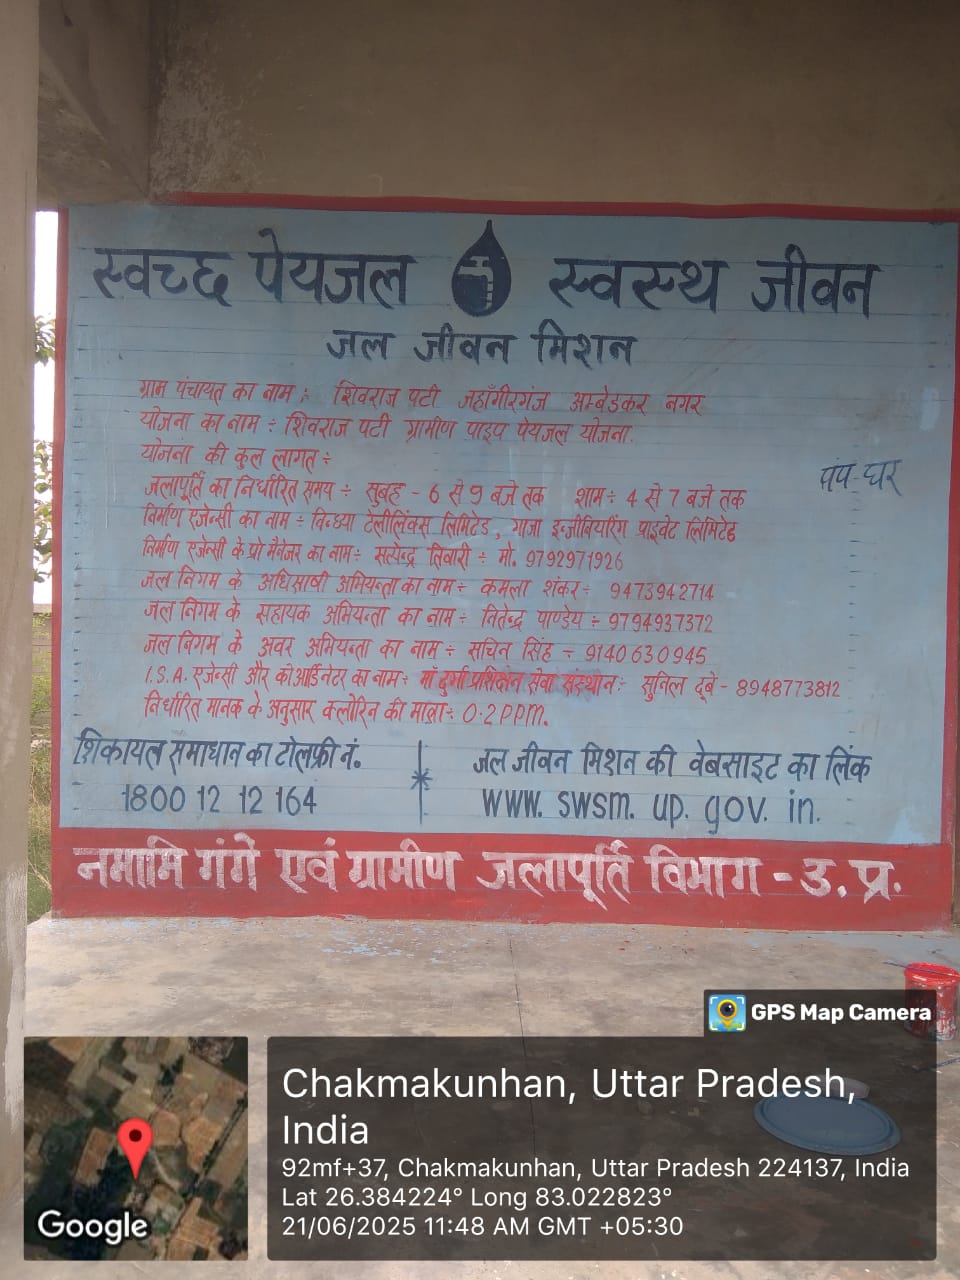 स्वच्छ पेयजल स्वस्थ जीवन
जल जीवन मिशन
ग्राम पंचायत का नाम : शिवराज पटी जहाँगीरगंज अम्बेडकर नगर
योजना का नाम ÷ शिवराज पटी ग्रामीण पाइप पेयजल योजना.
योजना की कुल लागत ÷
जलापूर्ति का निर्धारित समय ÷ सुबह - 6 से 9 बजे तक शाम ÷ 4 से 7 बजे तक
पंप-घर
निर्माण एजेन्सी का नाम ÷ विन्ध्या टेलीलिंक्स लिमिटेड, गाजा इन्जीनियरिंग प्राइवेट लिमिटेड
निर्माण एजेन्सी के प्रो मैनेजर का नाम ÷ सत्येन्द्र तिवारी ÷ मो. 9792971926
जल निगम के अधिसाषी अभियन्ता का नाम ÷ कमला शंकर ÷ 9473942714
जल निगम के सहायक अभियन्ता का नाम ÷ तितेन्द्र पाण्डेय ÷ 9794937372
जल निगम के अवर अभियन्ता का नाम ÷ सचिन सिंह ÷ 9140630945
I.S.A. एजेन्सी और कोआर्डिनेटर का नाम ÷ माँ दुर्गा प्रशिक्षन सेवा संस्थान ÷ सुनिल दूबे - 8948773812
निर्धारित मानक के अनुसार क्लोरिन की मात्रा ÷ 0.2 PPM.
शिकायत समाधान का टोलफ्री नं.
1800 12 12 164
जल जीवन मिशन की वेबसाइट का लिंक
www. swsm. up. gov. in.
नमामि गंगे एवं ग्रामीण जलापूर्ति विभाग - उ. प्र.
GPS Map Camera
Chakmakunhan, Uttar Pradesh,
India
92mf+37, Chakmakunhan, Uttar Pradesh 224137, India
Lat 26.384224° Long 83.022823°
21/06/2025 11:48 AM GMT +05:30
Google